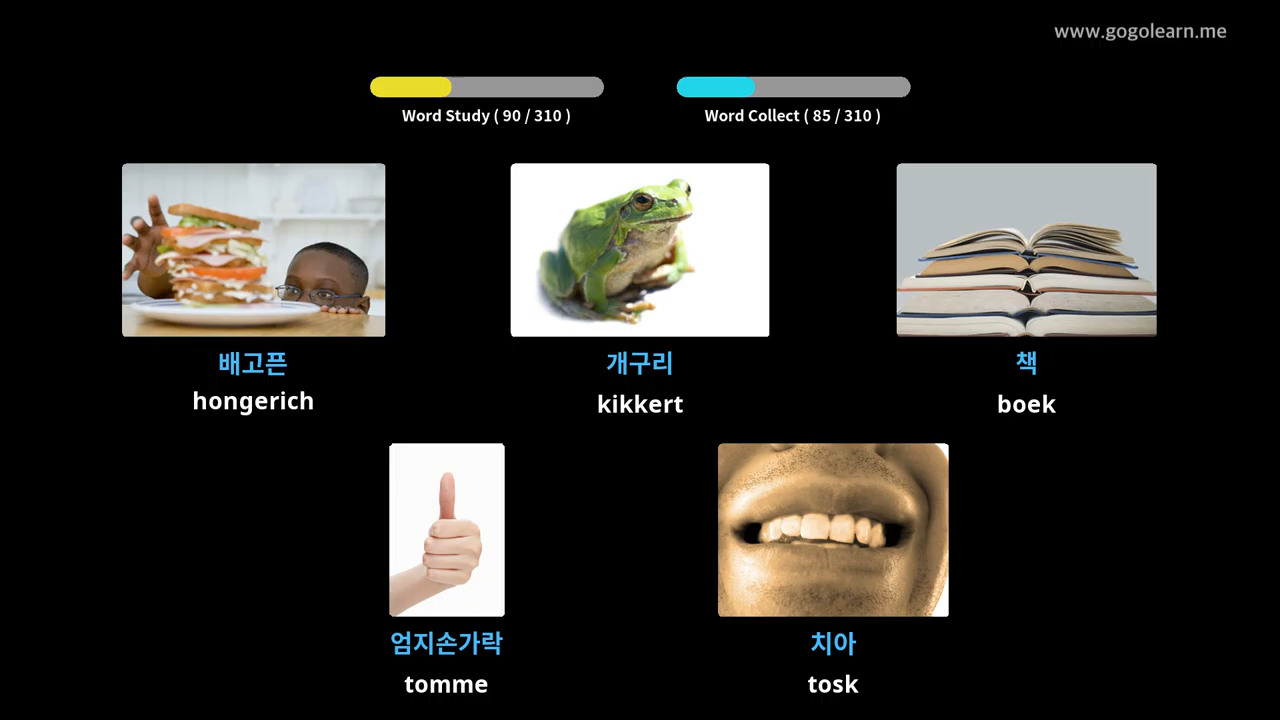 www.gogolearn.me
Word Study ( 90 / 310 )
Word Collect ( 85 / 310 )
배고픈
hongerich
개구리
kikkert
책
boek
엄지손가락
tomme
치아
tosk